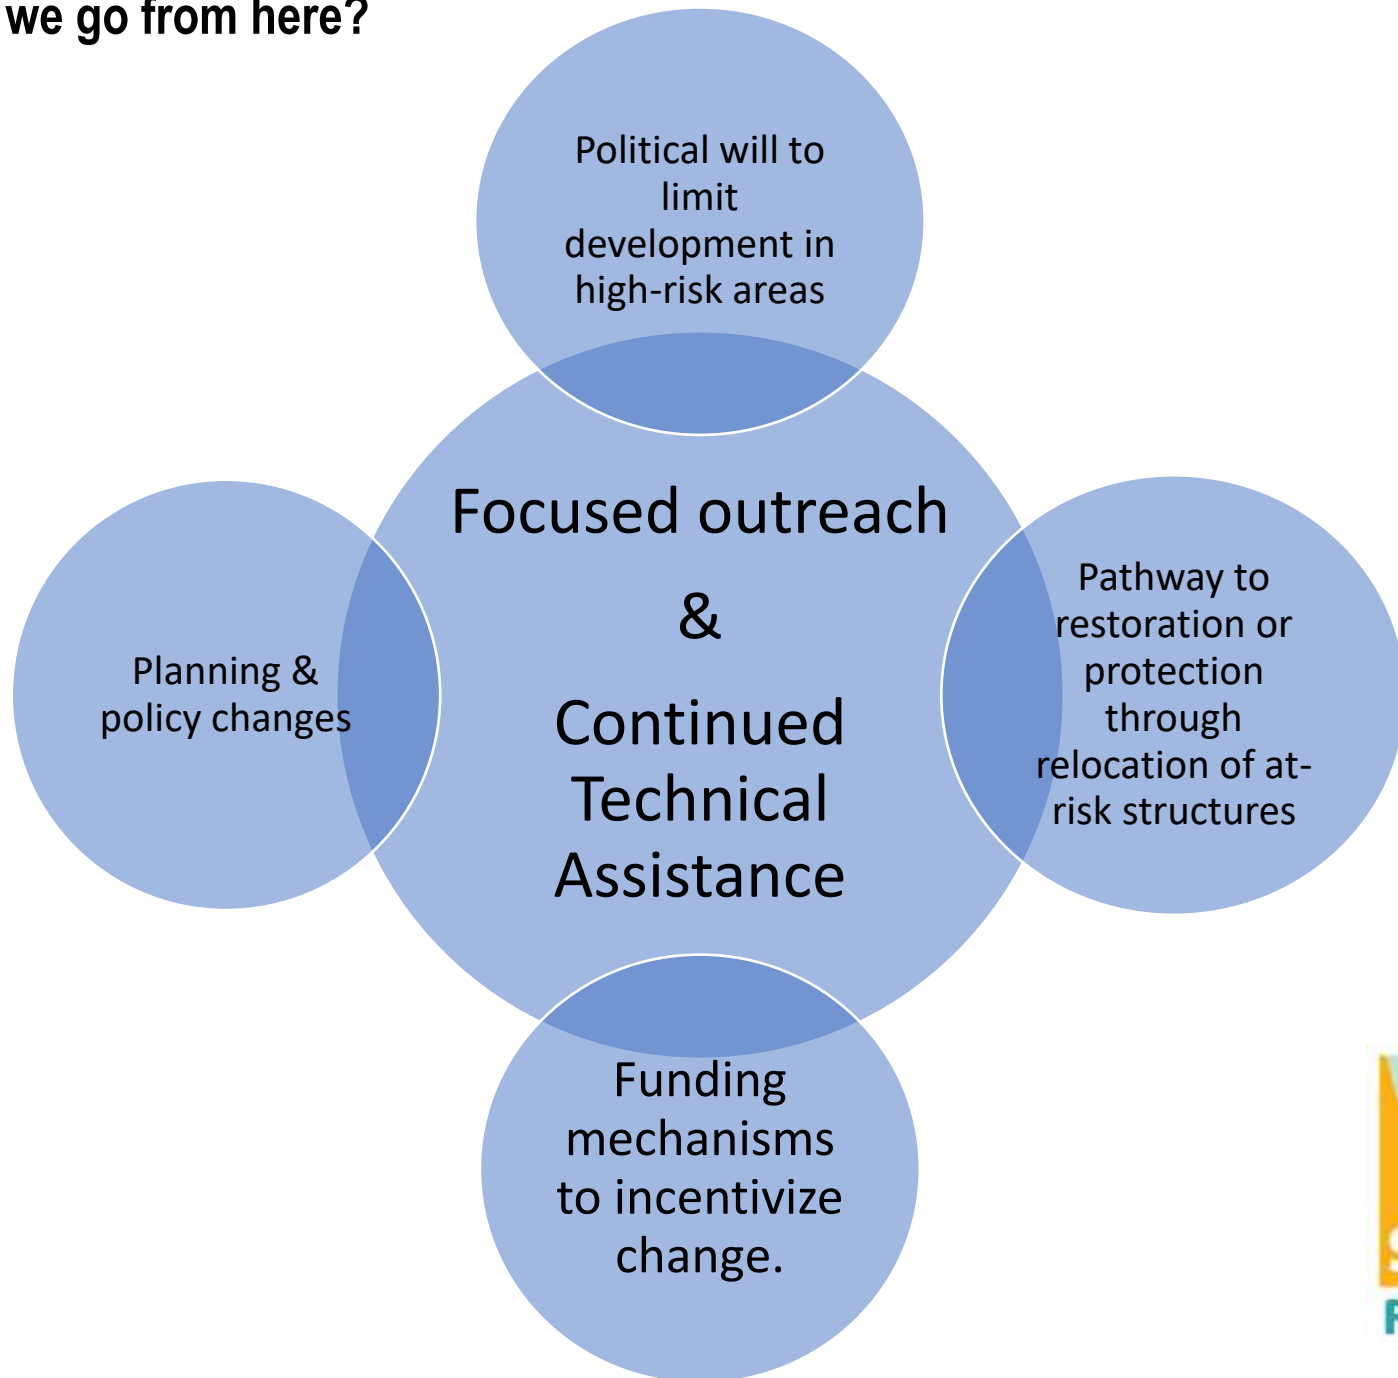 we go from here?
Political will to
limit
development in
high-risk areas
Focused outreach
&
Continued
Technical
Assistance
Planning &
policy changes
Pathway to
restoration or
protection
through
relocation of at-
risk structures
Funding
mechanisms
to incentivize
change.